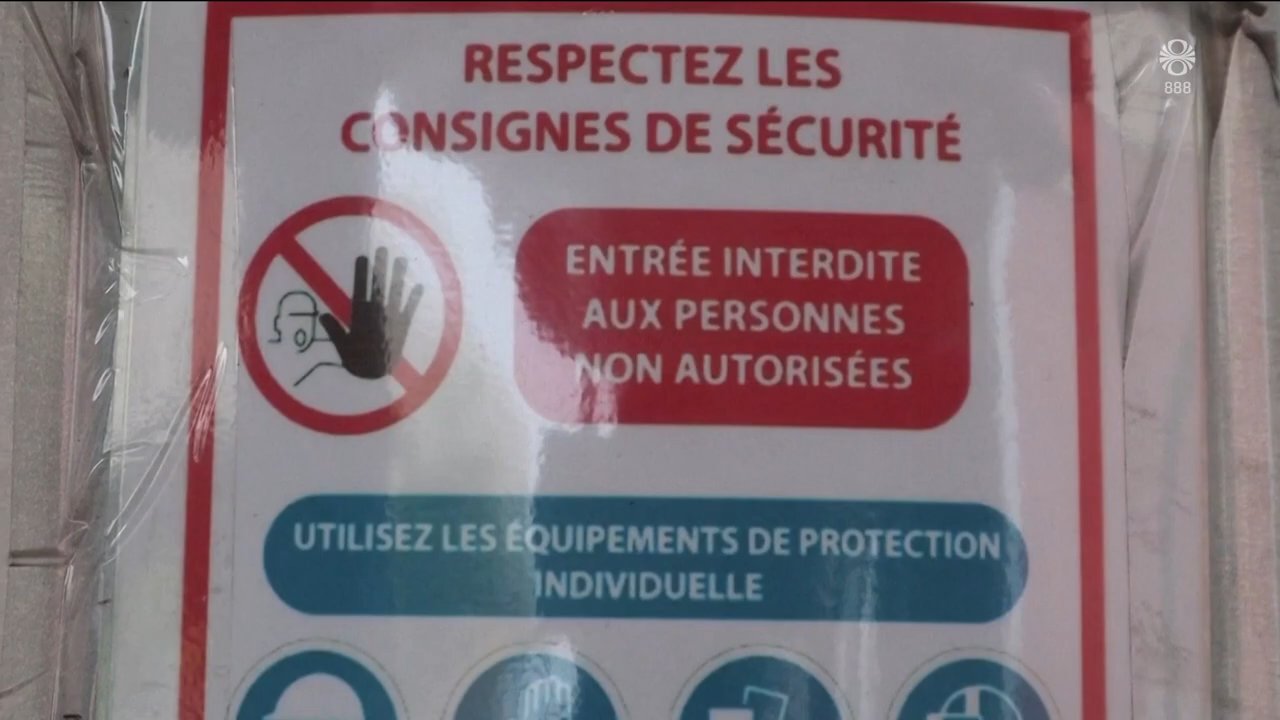 RESPECTEZ LES
CONSIGNES DE SÉCURITÉ
ENTRÉE INTERDITE
AUX PERSONNES
NON AUTORISÉES
UTILISEZ LES ÉQUIPEMENTS DE PROTECTION
INDIVIDUELLE
888